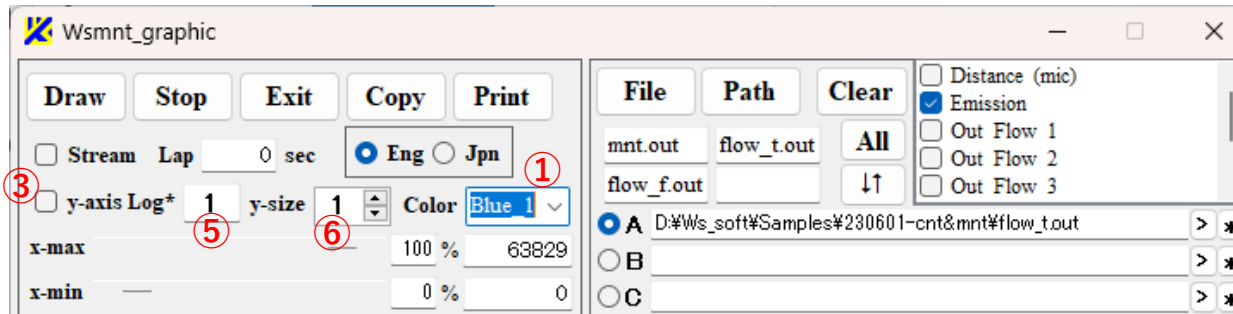 Wsmnt_graphic
Draw Stop Exit Copy Print
Stream Lap 0 sec Eng Jpn
①
③ y-axis Log* 1 y-size 1 Color Blue_1
⑤ ⑥
x-max 100 % 63829
x-min 0 % 0
File Path Clear
mnt.out flow_t.out All
flow_f.out ↓↑
Distance (mic)
Emission
Out Flow 1
Out Flow 2
Out Flow 3
A D:¥Ws_soft¥Samples¥230601-cnt&mnt¥flow_t.out > *
B > *
C > *